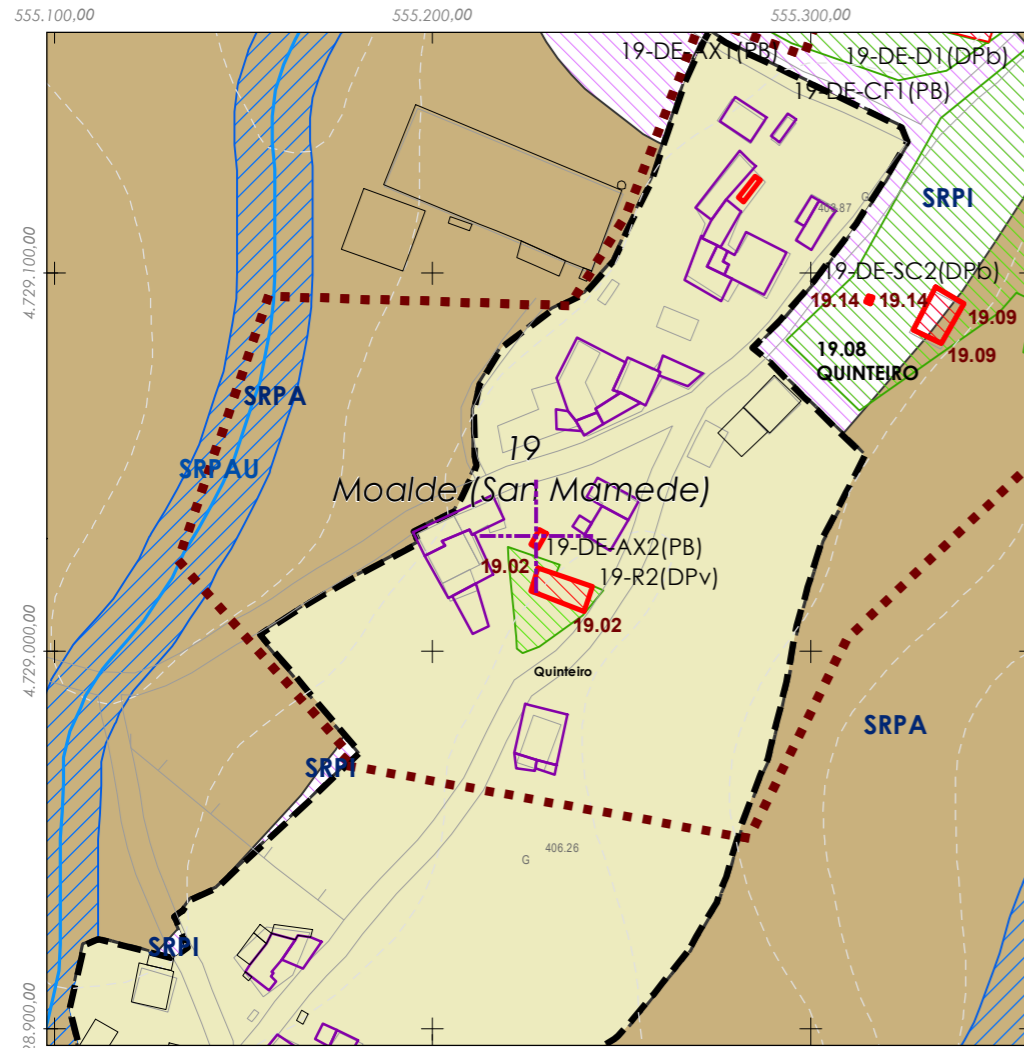 555.100,00
555.200,00
555.300,00
19-DE-AX1(PB)
19-DE-D1(DPb)
19-DE-CF1(PB)
SRPI
G
4.729.100,00
19-DE-SC2(DPb)
19.14
19.14
19.09
19.09
19.08
QUINTEIRO
SRPA
19
SRPAU
Moalde (San Mamede)
19-DE-AX2(PB)
19.02
19-R2(DPv)
19.02
4.729.000,00
Quinteiro
SRPA
SRPI
406.26
G
SRPI
28.900,00